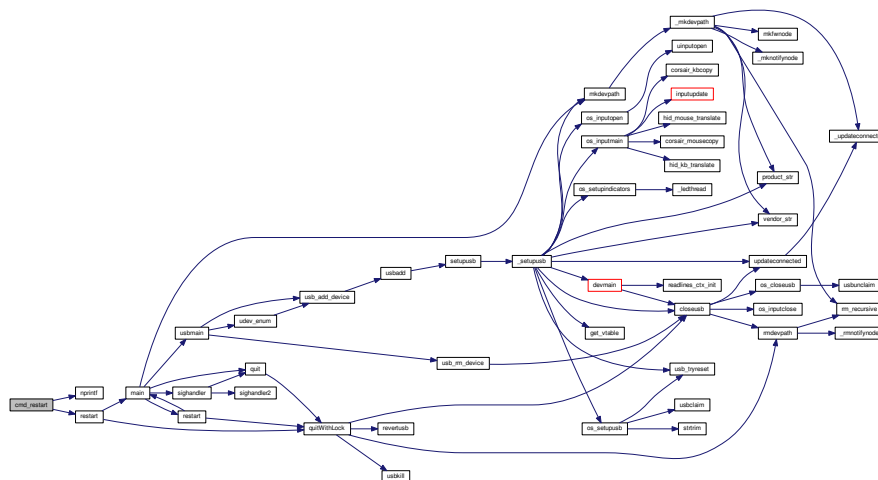 _mkdevpath
mkfwnode
_mknotifynode
uinputopen
corsair_kbcopy
mkdevpath
inputupdate
os_inputopen
hid_mouse_translate
_updateconnect
os_inputmain
corsair_mousecopy
hid_kb_translate
product_str
os_setupindicators
_ledthread
vendor_str
setupusb
_setupusb
updateconnected
usbadd
devmain
readlines_ctx_init
os_closeusb
usbunclaim
usb_add_device
closeusb
os_inputclose
rm_recursive
udev_enum
usbmain
get_vtable
rmdevpath
_rmnotifynode
usb_rm_device
quit
usb_tryreset
nprintf
main
sighandler
sighandler2
cmd_restart
usbclaim
restart
restart
quitWithLock
revertusb
os_setupusb
strtrim
usbkill